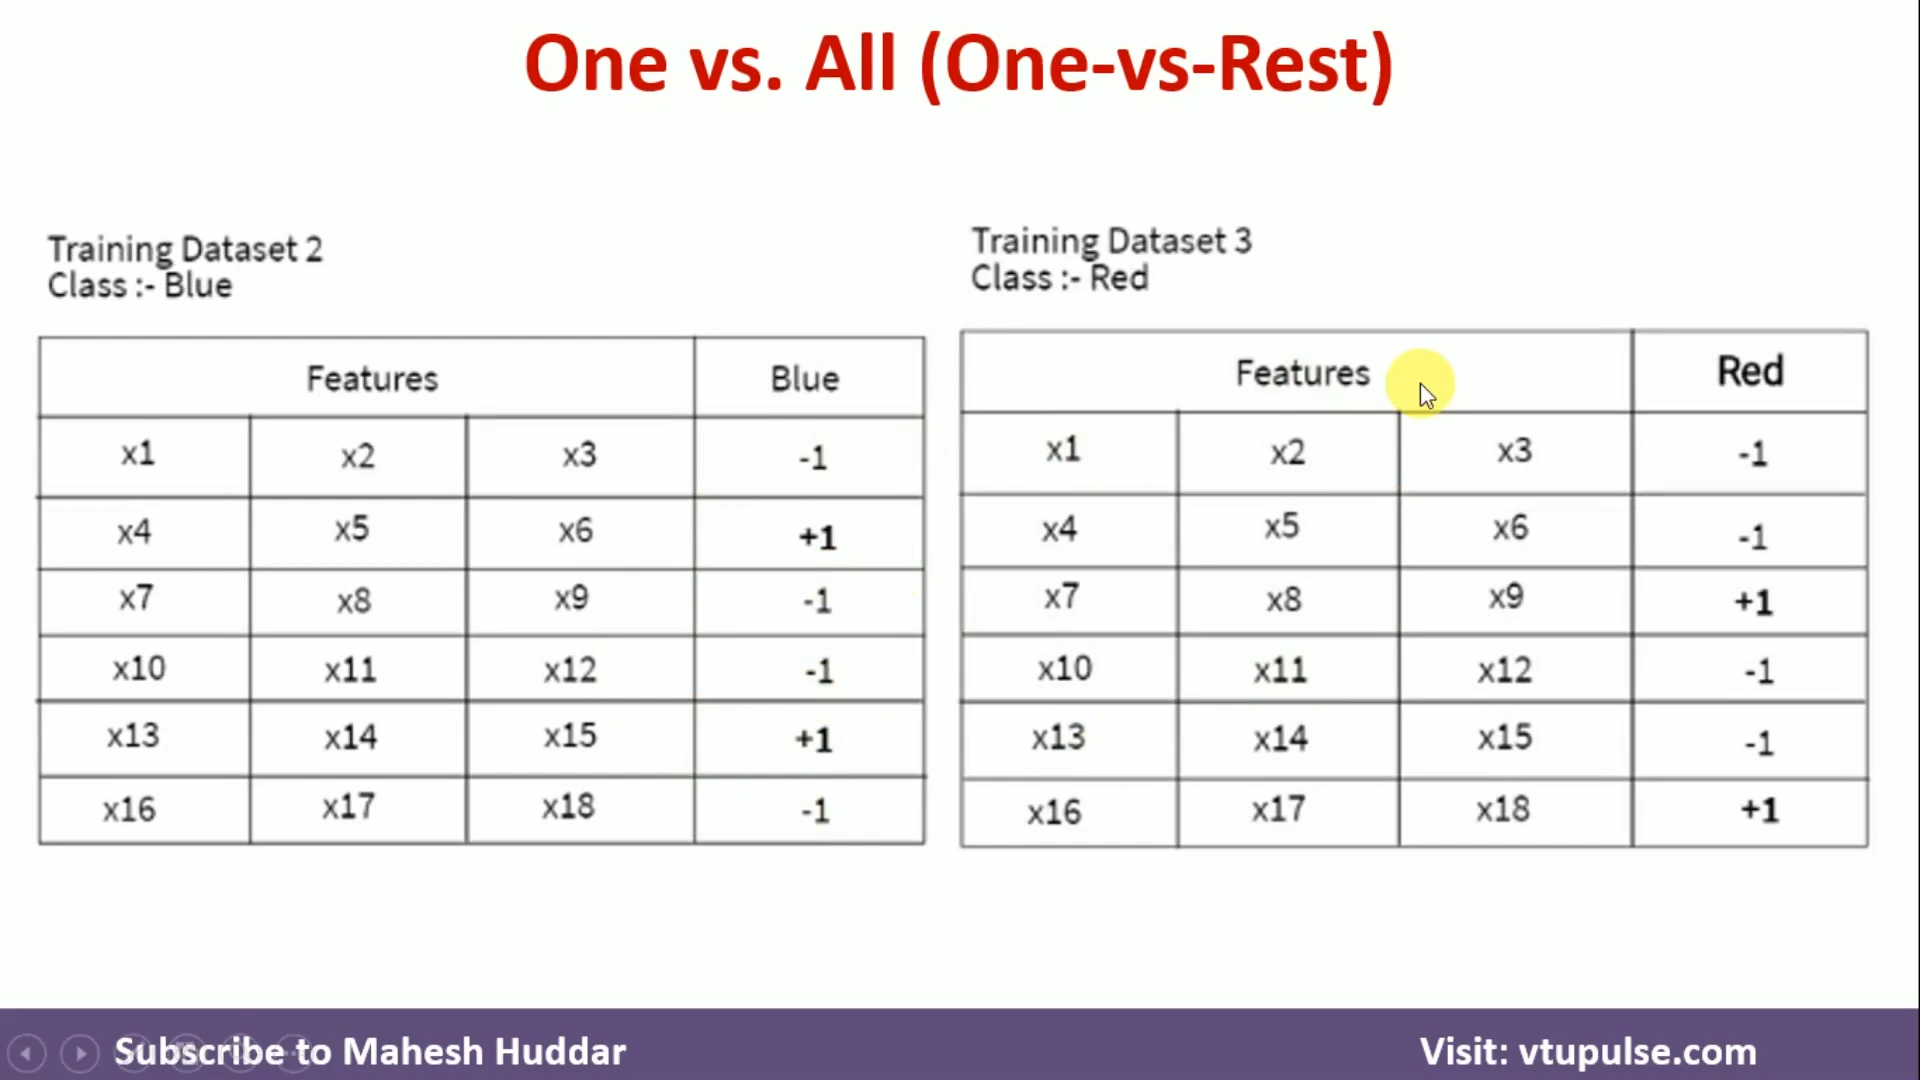 One vs. All (One-vs-Rest)
Training Dataset 2
Class :- Blue
Features Blue
x1 x2 x3 -1
x4 x5 x6 +1
x7 x8 x9 -1
x10 x11 x12 -1
x13 x14 x15 +1
x16 x17 x18 -1
Training Dataset 3
Class :- Red
Features Red
x1 x2 x3 -1
x4 x5 x6 -1
x7 x8 x9 +1
x10 x11 x12 -1
x13 x14 x15 -1
x16 x17 x18 +1
Subscribe to Mahesh Huddar
Visit: vtupulse.com